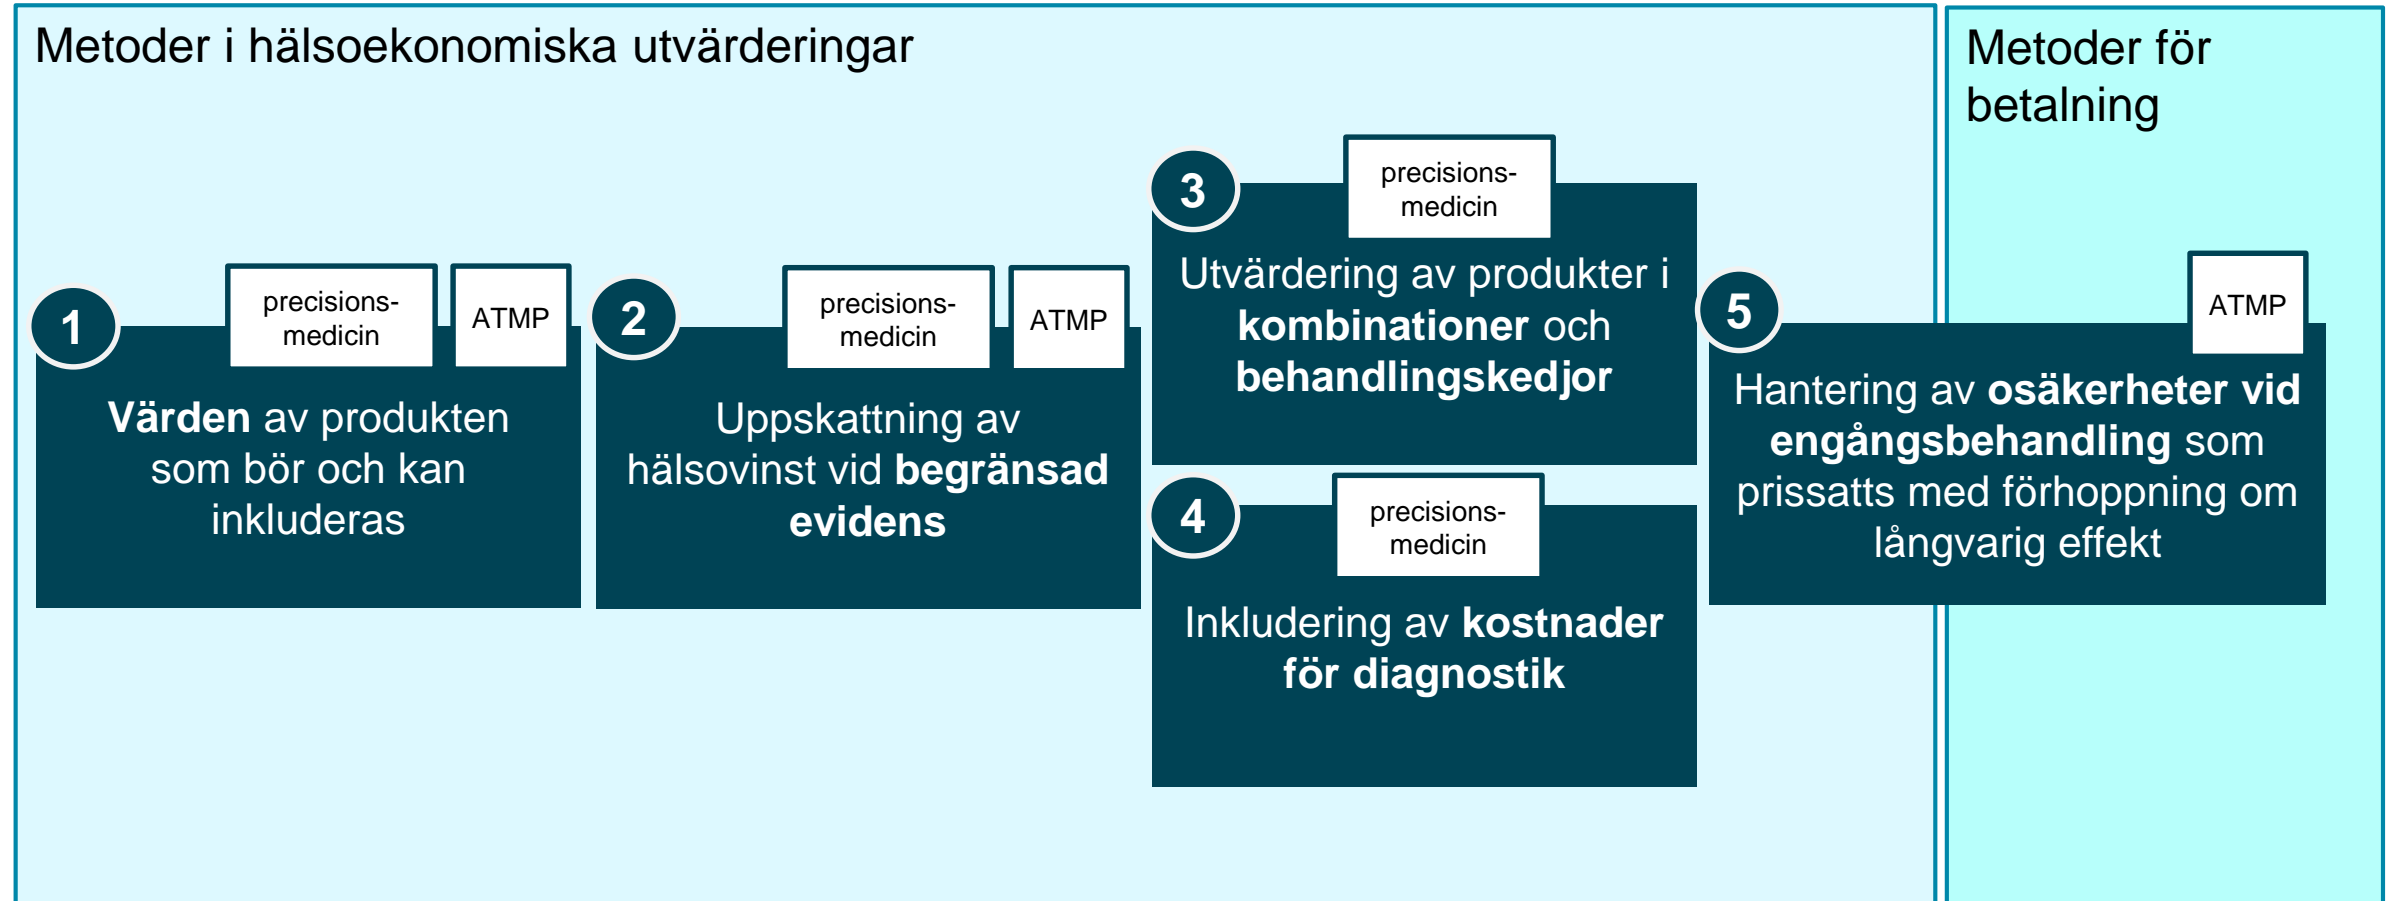 Metoder i hälsoekonomiska utvärderingar
Metoder för
betalning
1
precisions-
medicin
ATMP
Värden av produkten
som bör och kan
inkluderas
2
precisions-
medicin
ATMP
Uppskattning av
hälsovinst vid begränsad
evidens
3
precisions-
medicin
Utvärdering av produkter i
kombinationer och
behandlingskedjor
4
precisions-
medicin
Inkludering av kostnader
för diagnostik
5
ATMP
Hantering av osäkerheter vid
engångsbehandling som
prissatts med förhoppning om
långvarig effekt